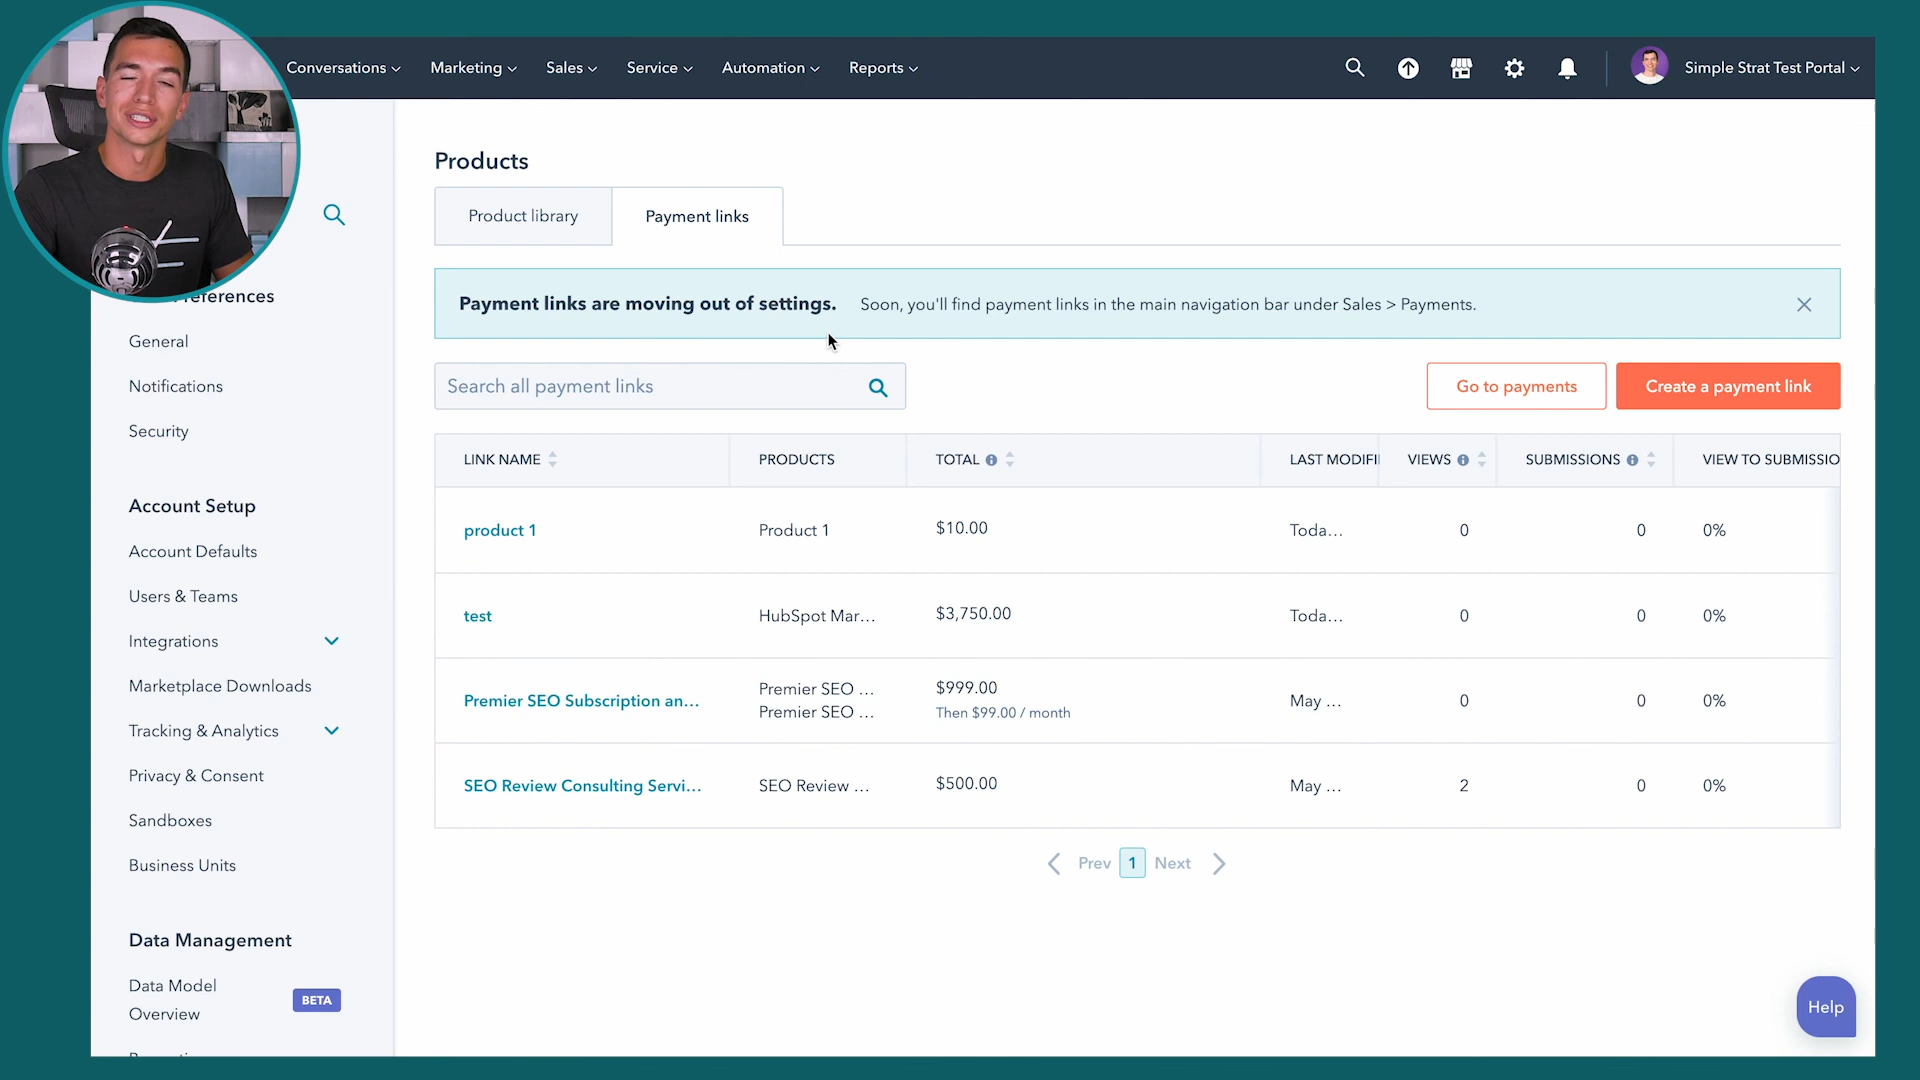 Conversations
Marketing
Sales
Service
Automation
Reports
Simple Strat Test Portal
Products
Product library
Payment links
Payment links are moving out of settings. Soon, you'll find payment links in the main navigation bar under Sales > Payments.
Search all payment links
Go to payments
Create a payment link
LINK NAME PRODUCTS TOTAL LAST MODIFI VIEWS SUBMISSIONS VIEW TO SUBMISSIO
product 1 Product 1 $10.00 Toda... 0 0 0%
test HubSpot Mar... $3,750.00 Toda... 0 0 0%
Premier SEO Subscription an... Premier SEO ... Premier SEO ... $999.00 Then $99.00 / month May ... 0 0 0%
SEO Review Consulting Servi... SEO Review ... $500.00 May ... 2 0 0%
Prev 1 Next
General
Notifications
Security
Account Setup
Account Defaults
Users & Teams
Integrations
Marketplace Downloads
Tracking & Analytics
Privacy & Consent
Sandboxes
Business Units
Data Management
Data Model
Overview
BETA
Help